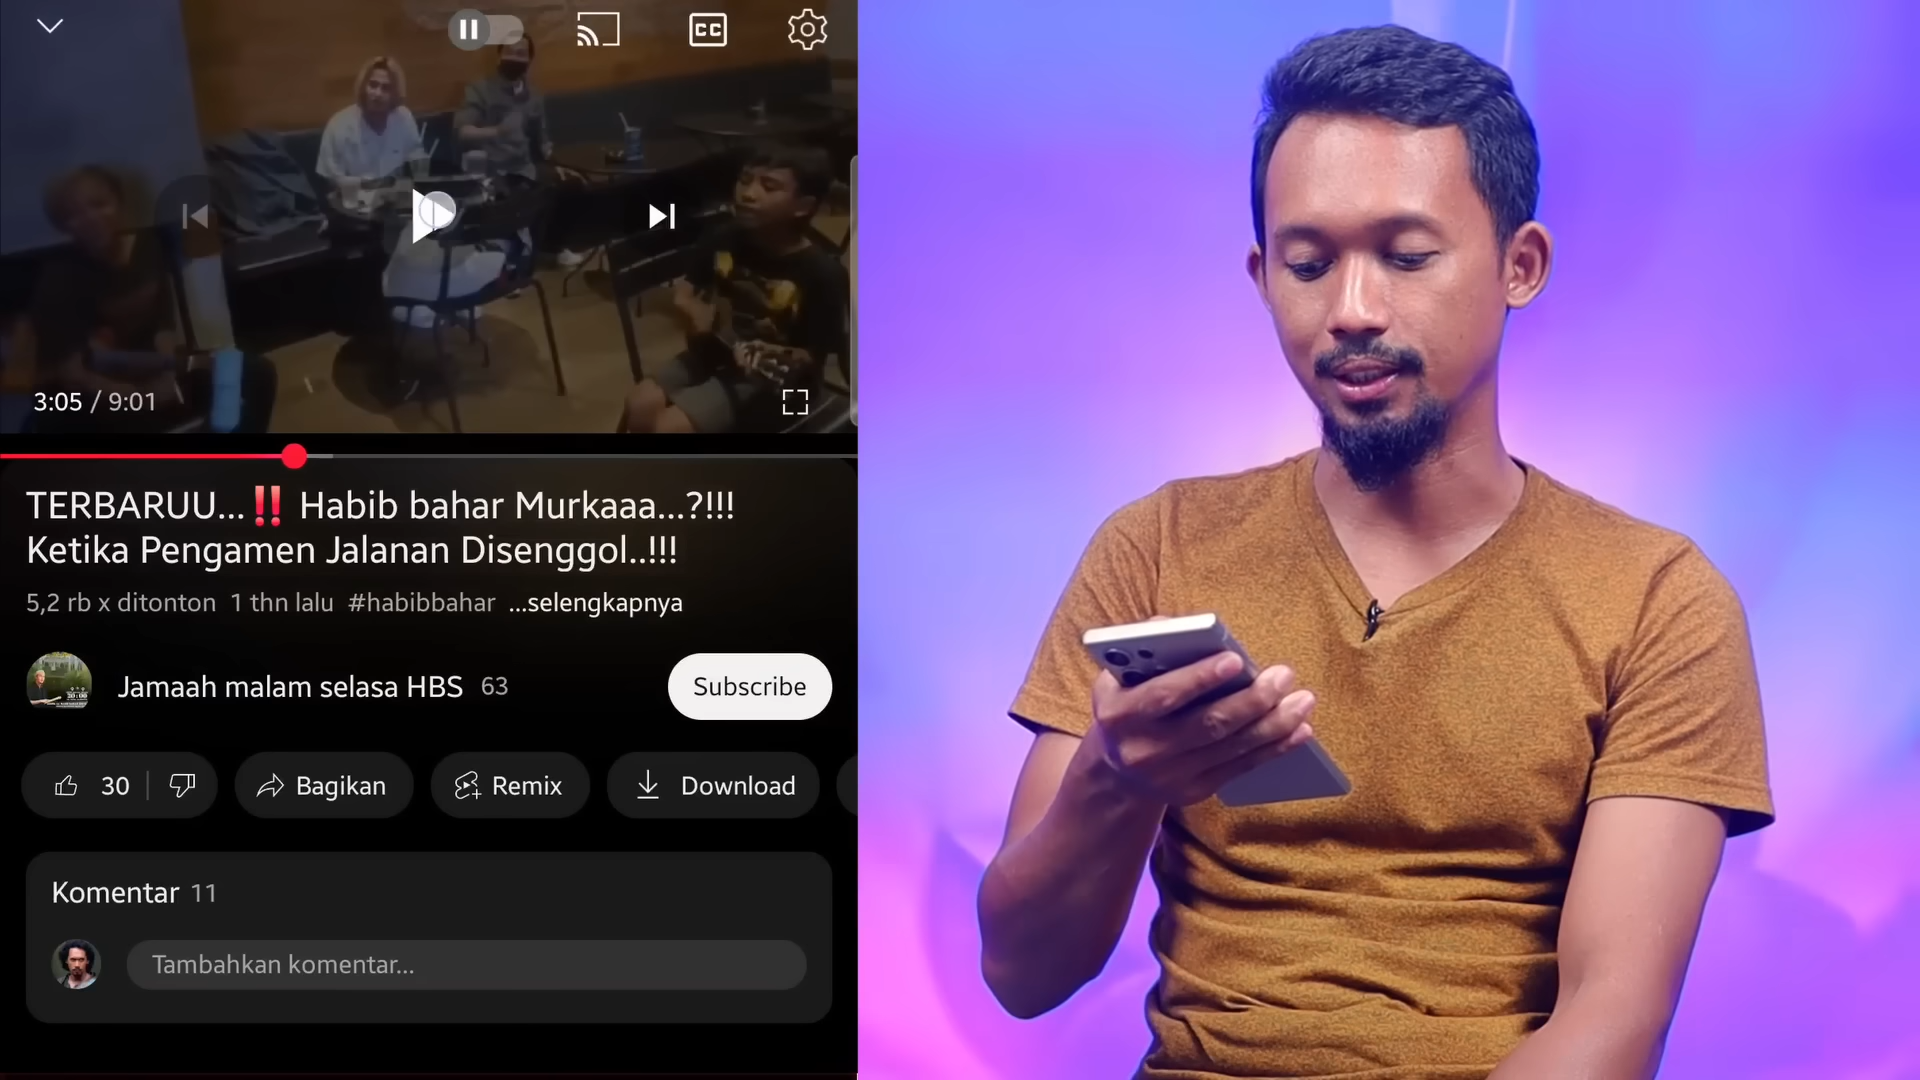 CC
3:05 / 9:01
TERBARUU...‼️ Habib bahar Murkaaa...?!!!
Ketika Pengamen Jalanan Disenggol..!!!
5,2 rb x ditonton 1 thn lalu #habibbahar ...selengkapnya
Jamaah malam selasa HBS 63
Subscribe
30
Bagikan
Remix
Download
Komentar 11
Tambahkan komentar...